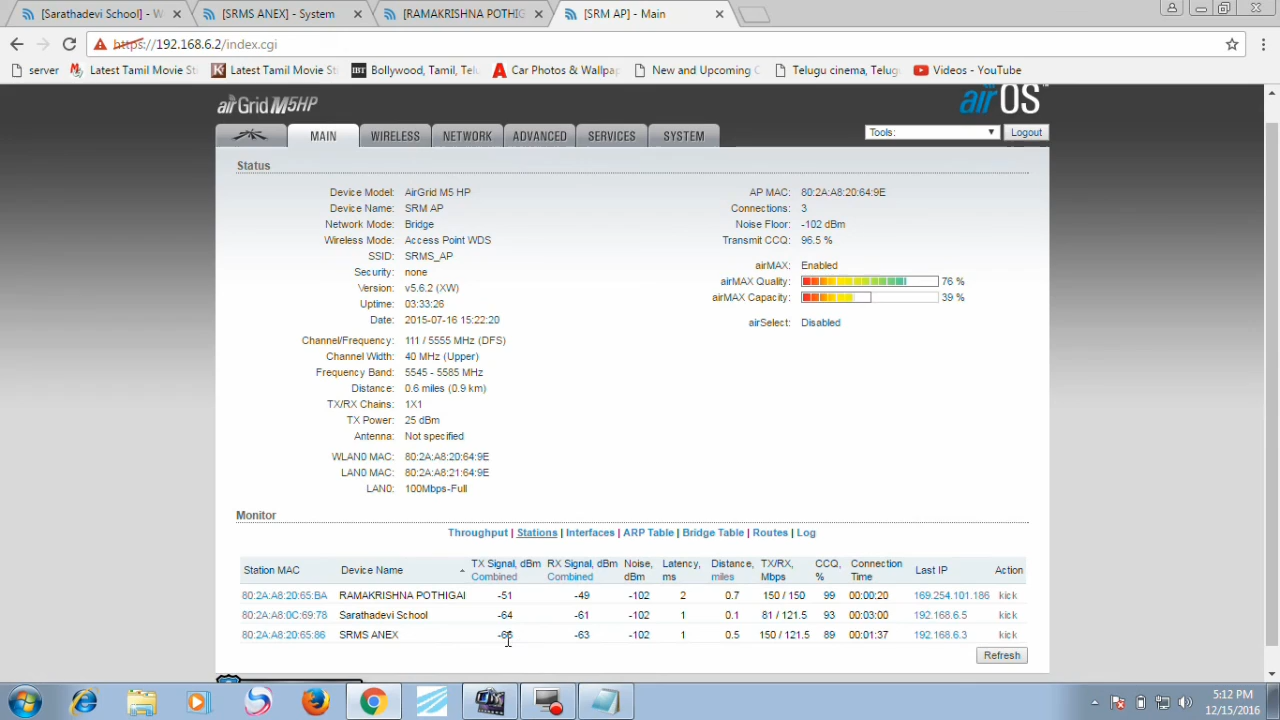 [Sarathadevi School] - W
[SRMS ANEX] - System
[RAMAKRISHNA POTHIG
[SRM AP] - Main
https://192.168.6.2/index.cgi
server
Latest Tamil Movie St
Latest Tamil Movie St
Bollywood, Tamil, Tel
Car Photos & Wallpap
New and Upcoming C
Telugu cinema, Telug
Videos - YouTube
airGrid M5HP
airOS™
MAIN WIRELESS NETWORK ADVANCED SERVICES SYSTEM
Tools: Logout
Status
Device Model: AirGrid M5 HP
Device Name: SRM AP
Network Mode: Bridge
Wireless Mode: Access Point WDS
SSID: SRMS_AP
Security: none
Version: v5.6.2 (XW)
Uptime: 03:33:26
Date: 2015-07-16 15:22:20
Channel/Frequency: 111 / 5555 MHz (DFS)
Channel Width: 40 MHz (Upper)
Frequency Band: 5545 - 5585 MHz
Distance: 0.6 miles (0.9 km)
TX/RX Chains: 1X1
TX Power: 25 dBm
Antenna: Not specified
WLAN0 MAC: 80:2A:A8:20:64:9E
LAN0 MAC: 80:2A:A8:21:64:9E
LAN0: 100Mbps-Full
AP MAC: 80:2A:A8:20:64:9E
Connections: 3
Noise Floor: -102 dBm
Transmit CCQ: 96.5 %
airMAX: Enabled
airMAX Quality: 76 %
airMAX Capacity: 39 %
airSelect: Disabled
Monitor
Throughput | Stations | Interfaces | ARP Table | Bridge Table | Routes | Log
Station MAC Device Name TX Signal, dBm Combined RX Signal, dBm Combined Noise, dBm Latency, ms Distance, miles TX/RX, Mbps CCQ, % Connection Time Last IP Action
80:2A:A8:20:65:BA RAMAKRISHNA POTHIGAI -51 -49 -102 2 0.7 150 / 150 99 00:00:20 169.254.101.186 kick
80:2A:A8:0C:69:78 Sarathadevi School -64 -61 -102 1 0.1 81 / 121.5 93 00:03:00 192.168.6.5 kick
80:2A:A8:20:65:86 SRMS ANEX -63 -102 1 0.5 150 / 121.5 89 00:01:37 192.168.6.3 kick
Refresh
5:12 PM
12/15/2016